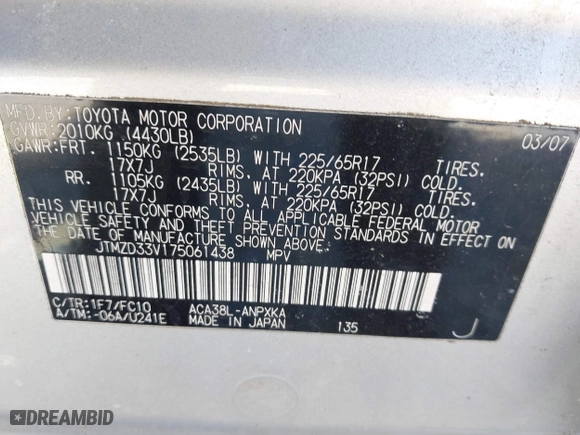 MFD.BY:TOYOTA MOTOR CORPORATION 03/07
GVWR:2010KG (4430LB)
GAWR:FRT. 1150KG (2535LB) WITH 225/65R17 TIRES.
17X7J RIMS. AT 220KPA (32PSI) COLD.
RR. 1105KG (2435LB) WITH 225/65R17 TIRES.
17X7J RIMS. AT 220KPA (32PSI) COLD.
THIS VEHICLE CONFORMS TO ALL APPLICABLE FEDERAL MOTOR
VEHICLE SAFETY AND THEFT PREVENTION STANDARDS IN EFFECT ON
THE DATE OF MANUFACTURE SHOWN ABOVE.
JTMZD33V175061438 MPV
C/TR:1F7/FC10 ACA38L-ANPXKA
A/TM:-06A/U241E MADE IN JAPAN 135 J
DREAMBID